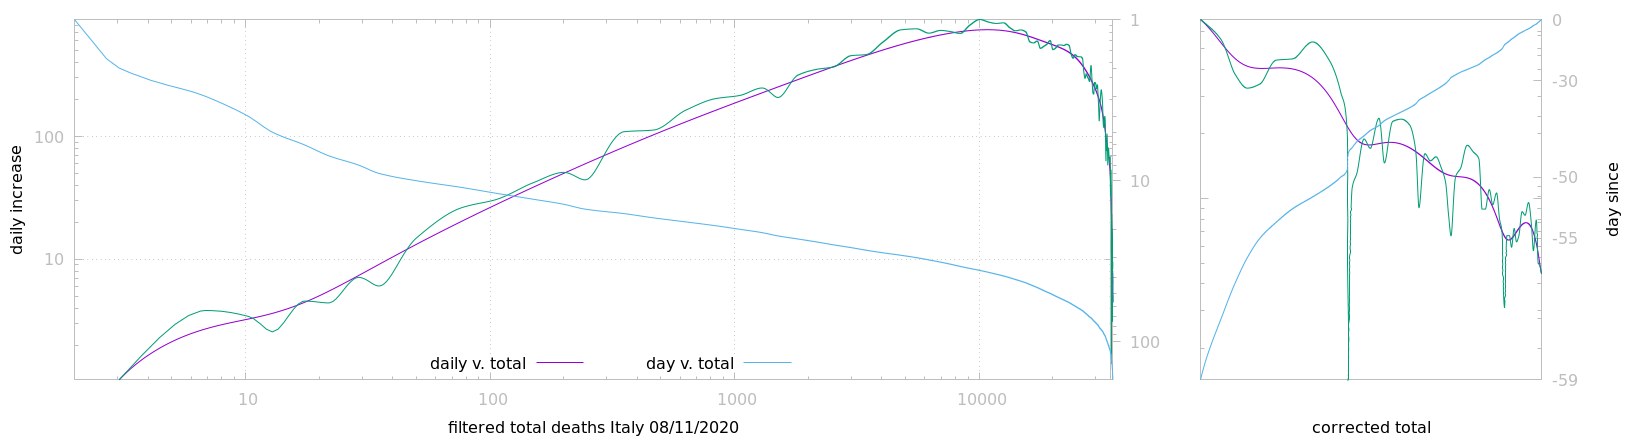 daily increase
100
10
daily v. total
day v. total
10
100
1000
10000
filtered total deaths Italy 08/11/2020
1
10
100
0
-30
-50
-55
-59
day since
corrected total